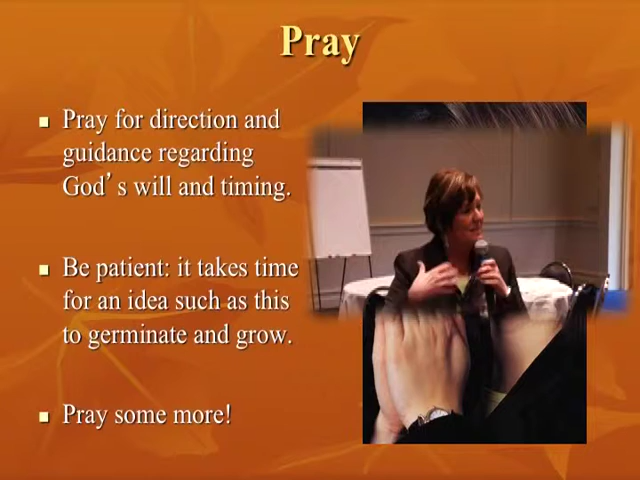 Pray
Pray for direction and
guidance regarding
God’s will and timing.
Be patient: it takes time
for an idea such as this
to germinate and grow.
Pray some more!